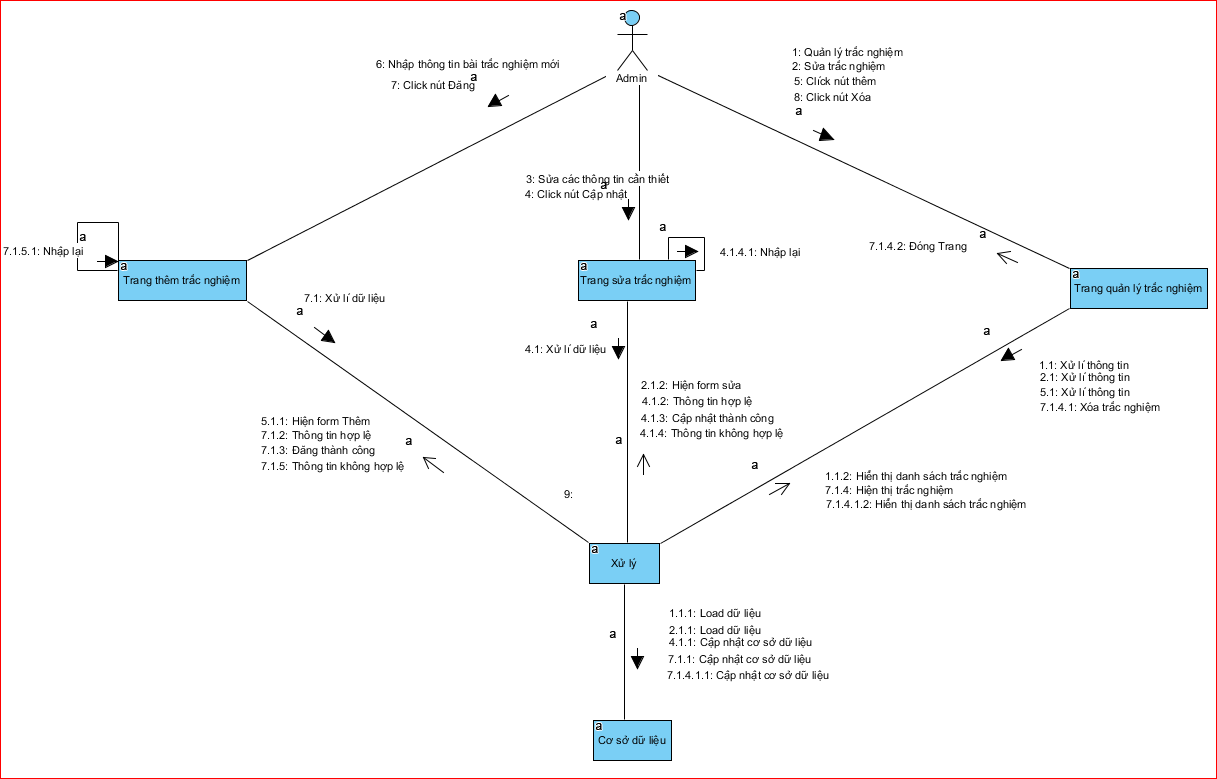 a
Admin
6: Nhập thông tin bài trắc nghiệm mới
7: Click nút Đăng
a
1: Quản lý trắc nghiệm
2: Sửa trắc nghiệm
5: Click nút thêm
8: Click nút Xóa
a
3: Sửa các thông tin cần thiết
4: Click nút Cập nhật
a
a
7.1.5.1: Nhập lại
a
Trang thêm trắc nghiệm
a
4.1.4.1: Nhập lại
a
Trang sửa trắc nghiệm
7.1.4.2: Đóng Trang
a
a
Trang quản lý trắc nghiệm
7.1: Xử lí dữ liệu
a
a
4.1: Xử lí dữ liệu
a
1.1: Xử lí thông tin
2.1: Xử lí thông tin
5.1: Xử lí thông tin
7.1.4.1: Xóa trắc nghiệm
2.1.2: Hiện form sửa
4.1.2: Thông tin hợp lệ
4.1.3: Cập nhật thành công
4.1.4: Thông tin không hợp lệ
a
5.1.1: Hiện form Thêm
7.1.2: Thông tin hợp lệ
7.1.3: Đăng thành công
7.1.5: Thông tin không hợp lệ
a
a
1.1.2: Hiển thị danh sách trắc nghiệm
7.1.4: Hiện thị trắc nghiệm
7.1.4.1.2: Hiển thị danh sách trắc nghiệm
9:
a
Xử lý
a
1.1.1: Load dữ liệu
2.1.1: Load dữ liệu
4.1.1: Cập nhật cơ sở dữ liệu
7.1.1: Cập nhật cơ sở dữ liệu
7.1.4.1.1: Cập nhật cơ sở dữ liệu
a
Cơ sở dữ liệu